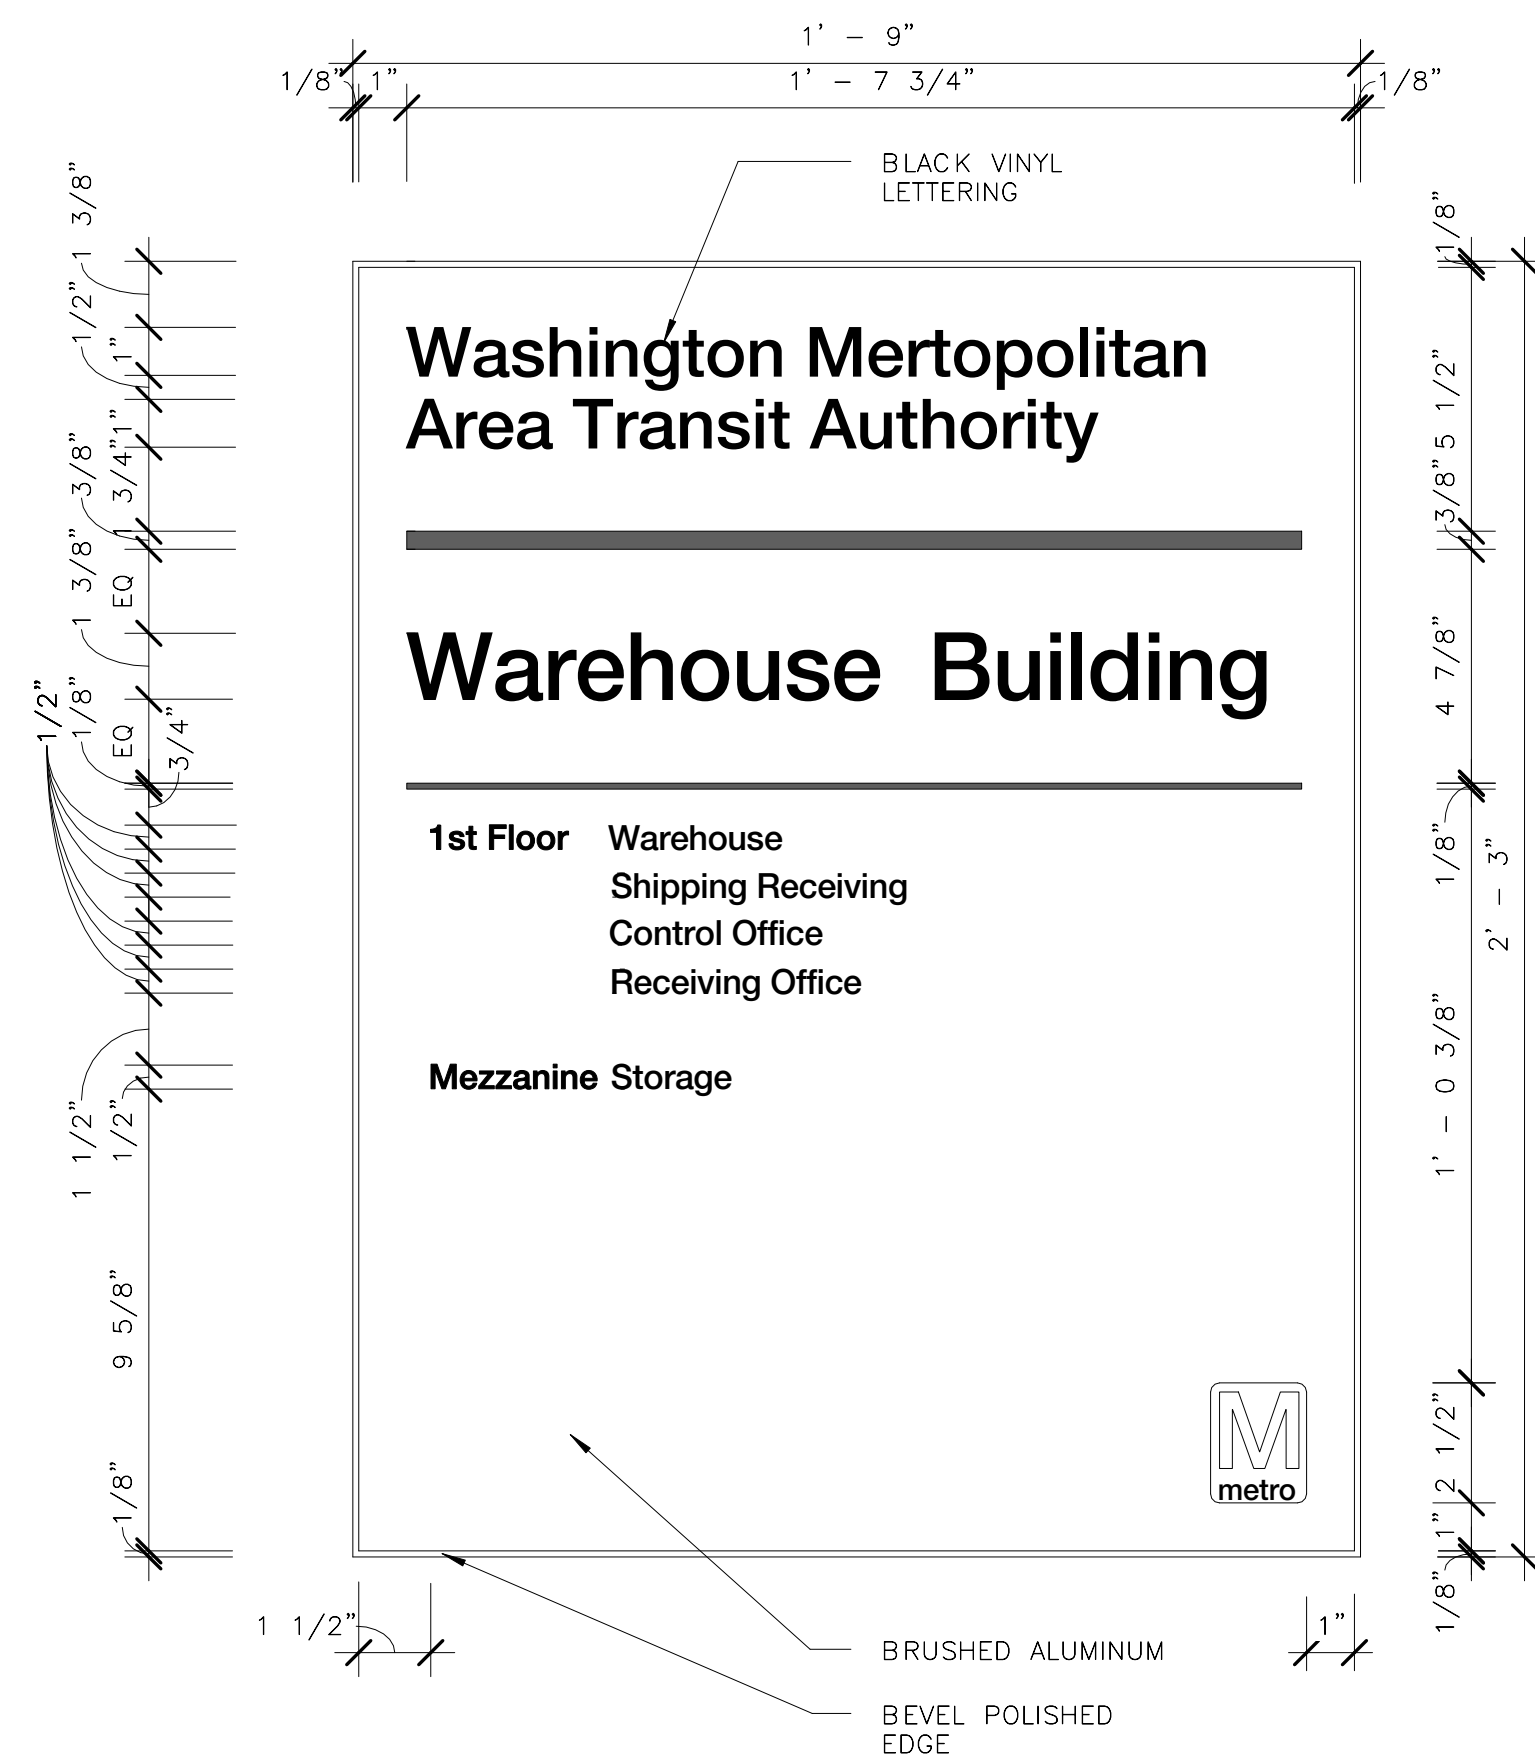 1' - 9"
1/8" 1" 1' - 7 3/4" 1/8"
BLACK VINYL
LETTERING
1 3/8"
1/2"
1"
1"
3/8"
1 3/4"
1 3/8"
EQ
1/8"
EQ
1/2"
3/4"
1 1/2"
1/2"
9 5/8"
1/8"
Washington Mertopolitan
Area Transit Authority
Warehouse Building
1st Floor Warehouse
Shipping Receiving
Control Office
Receiving Office
Mezzanine Storage
M
metro
1/8"
5 1/2"
3/8"
4 7/8"
1/8"
2' - 3"
1' - 0 3/8"
2 1/2"
1"
1/8"
1 1/2" 1"
BRUSHED ALUMINUM
BEVEL POLISHED
EDGE